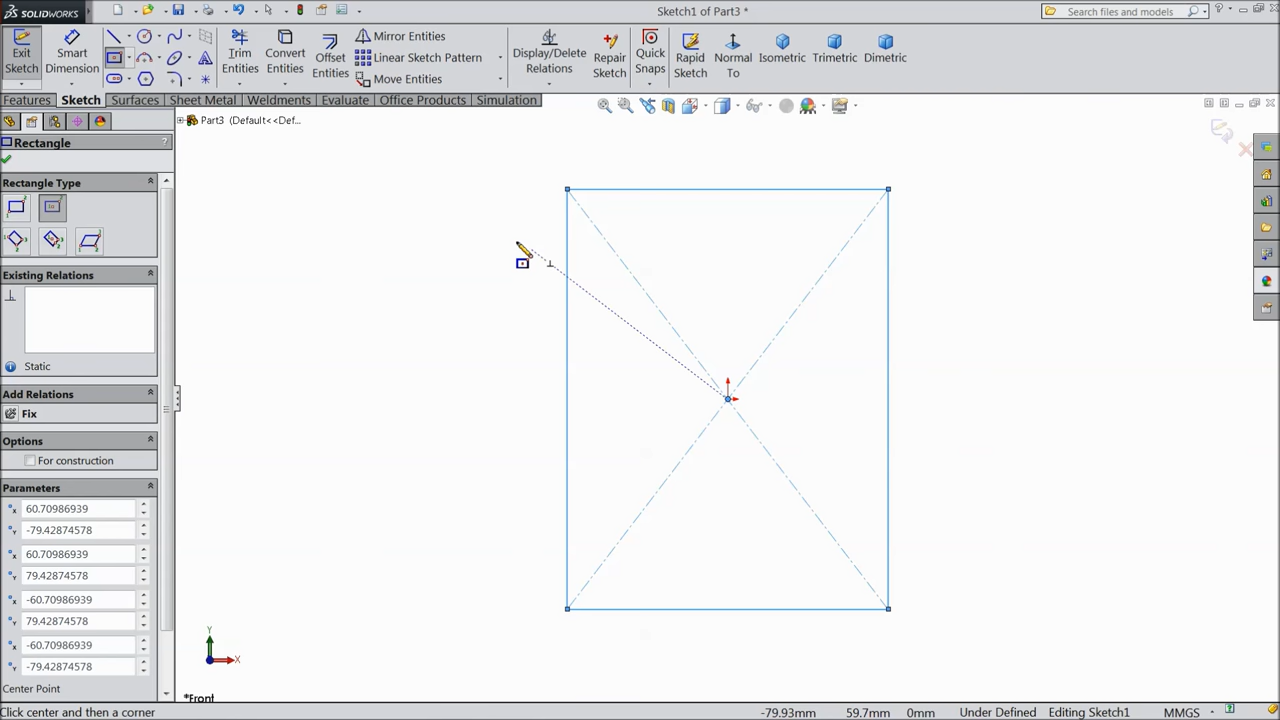 SOLIDWORKS
Sketch1 of Part3 *
Search files and models
Exit Sketch
Smart Dimension
Trim Entities
Convert Entities
Offset Entities
Mirror Entities
Linear Sketch Pattern
Move Entities
Display/Delete Relations
Repair Sketch
Quick Snaps
Rapid Sketch
Normal To
Isometric
Trimetric
Dimetric
Features
Sketch
Surfaces
Sheet Metal
Weldments
Evaluate
Office Products
Simulation
Part3 (Default<<Def...
Rectangle
?
Rectangle Type
Existing Relations
Static
Add Relations
Fix
Options
For construction
Parameters
60.70986939
-79.42874578
60.70986939
79.42874578
-60.70986939
79.42874578
-60.70986939
-79.42874578
Center Point
Y
X
*Front
Click center and then a corner
-79.93mm
59.7mm
0mm
Under Defined
Editing Sketch1
MMGS